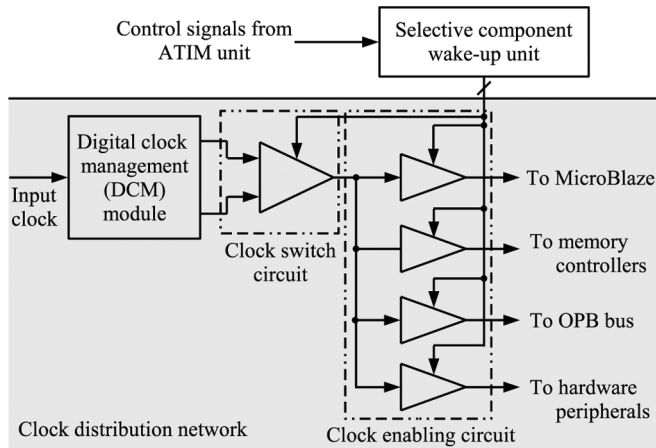 Control signals from
ATIM unit
Selective component
wake-up unit
Digital clock
management
(DCM)
module
Input
clock
Clock switch
circuit
To MicroBlaze
To memory
controllers
To OPB bus
To hardware
peripherals
Clock distribution network
Clock enabling circuit